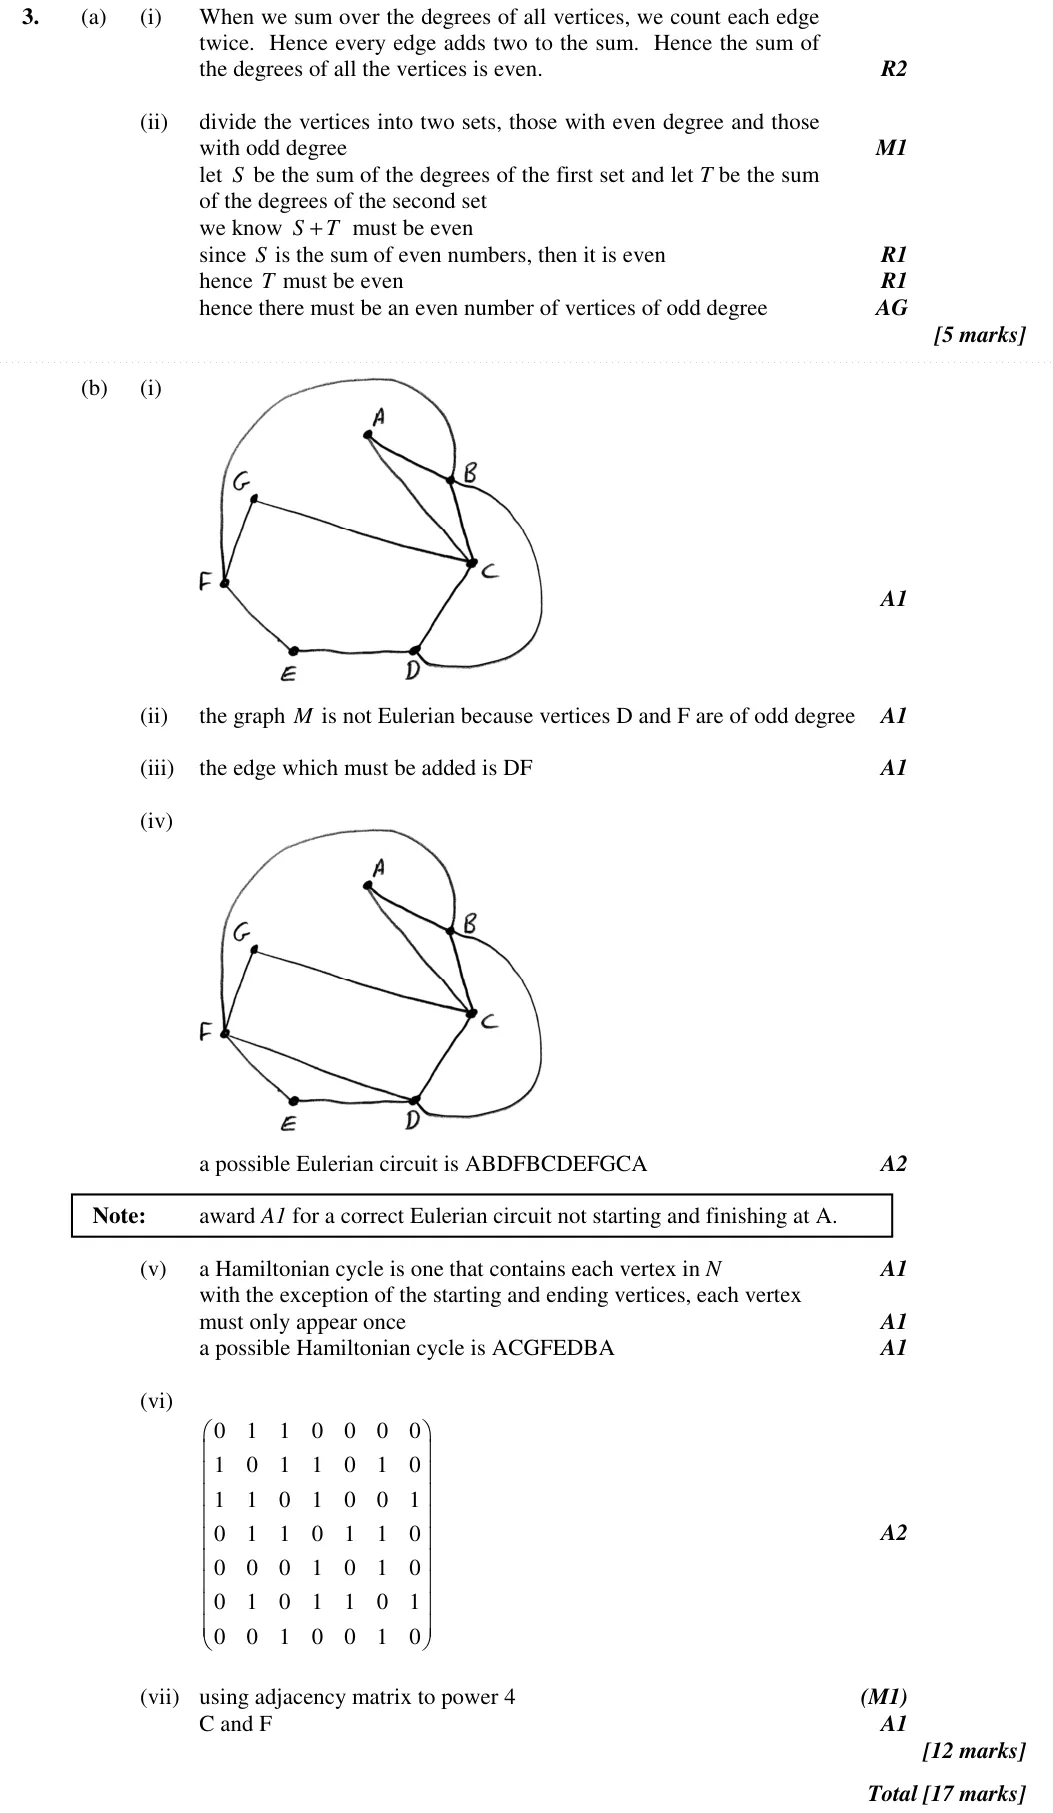 3. (a) (i) When we sum over the degrees of all vertices, we count each edge
twice. Hence every edge adds two to the sum. Hence the sum of
the degrees of all the vertices is even. R2
(ii) divide the vertices into two sets, those with even degree and those
with odd degree M1
let S be the sum of the degrees of the first set and let T be the sum
of the degrees of the second set
we know S + T must be even
since S is the sum of even numbers, then it is even R1
hence T must be even R1
hence there must be an even number of vertices of odd degree AG
[5 marks]
(b) (i)
A
G
B
F
C
A1
E
D
(ii) the graph M is not Eulerian because vertices D and F are of odd degree A1
(iii) the edge which must be added is DF A1
(iv)
A
G
B
F
C
E
D
a possible Eulerian circuit is ABDFBCDEFGCA A2
Note: award A1 for a correct Eulerian circuit not starting and finishing at A.
(v) a Hamiltonian cycle is one that contains each vertex in N A1
with the exception of the starting and ending vertices, each vertex
must only appear once A1
a possible Hamiltonian cycle is ACGFEDBA A1
(vi)
0 1 1 0 0 0 0
1 0 1 1 0 1 0
1 1 0 1 0 0 1
0 1 1 0 1 1 0 A2
0 0 0 1 0 1 0
0 1 0 1 1 0 1
0 0 1 0 0 1 0
(vii) using adjacency matrix to power 4 (M1)
C and F A1
[12 marks]
Total [17 marks]